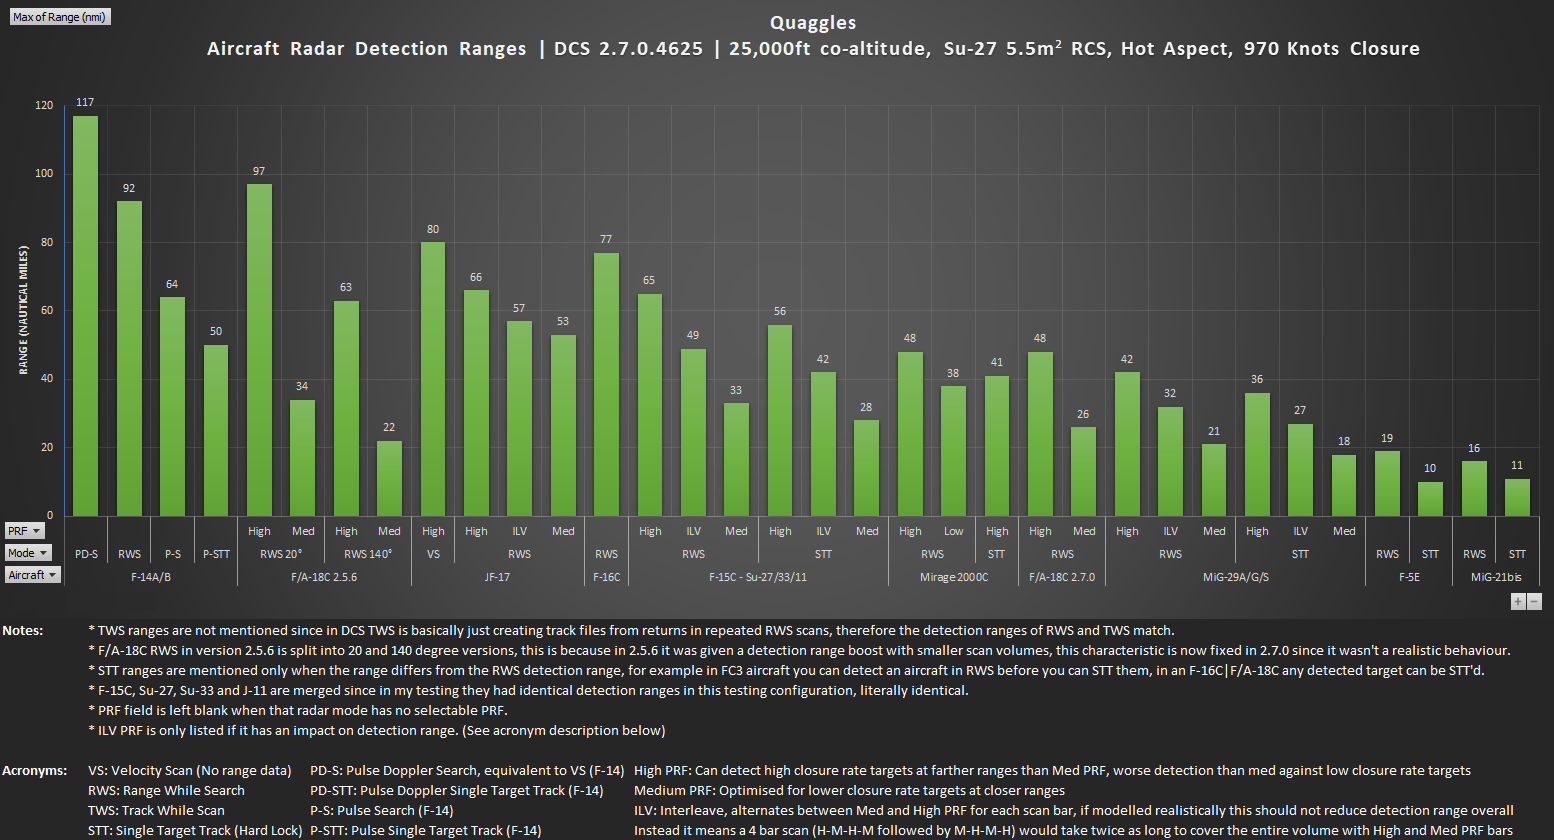 Max of Range (nmi)
Quaggles
Aircraft Radar Detection Ranges | DCS 2.7.0.4625 | 25,000ft co-altitude, Su-27 5.5m² RCS, Hot Aspect, 970 Knots Closure
RANGE (NAUTICAL MILES)
120
100
80
60
40
20
0
117 92 64 50 97 34 63 22 80 66 57 53 77 65 49 33 56 42 28 48 38 41 48 26 42 32 21 36 27 18 19 10 16 11
PRF High Med High Med High High ILV Med High ILV Med High ILV Med High Low High High Med High ILV Med High ILV Med
Mode PD-S RWS P-S P-STT RWS 20° RWS 140° VS RWS RWS RWS STT RWS STT RWS RWS STT RWS STT RWS STT
Aircraft F-14A/B F/A-18C 2.5.6 JF-17 F-16C F-15C - Su-27/33/11 Mirage 2000C F/A-18C 2.7.0 MiG-29A/G/S F-5E MiG-21bis
+ −
Notes: * TWS ranges are not mentioned since in DCS TWS is basically just creating track files from returns in repeated RWS scans, therefore the detection ranges of RWS and TWS match.
* F/A-18C RWS in version 2.5.6 is split into 20 and 140 degree versions, this is because in 2.5.6 it was given a detection range boost with smaller scan volumes, this characteristic is now fixed in 2.7.0 since it wasn't a realistic behaviour.
* STT ranges are mentioned only when the range differs from the RWS detection range, for example in FC3 aircraft you can detect an aircraft in RWS before you can STT them, in an F-16C|F/A-18C any detected target can be STT'd.
* F-15C, Su-27, Su-33 and J-11 are merged since in my testing they had identical detection ranges in this testing configuration, literally identical.
* PRF field is left blank when that radar mode has no selectable PRF.
* ILV PRF is only listed if it has an impact on detection range. (See acronym description below)
Acronyms: VS: Velocity Scan (No range data) PD-S: Pulse Doppler Search, equivalent to VS (F-14) High PRF: Can detect high closure rate targets at farther ranges than Med PRF, worse detection than med against low closure rate targets
RWS: Range While Search PD-STT: Pulse Doppler Single Target Track (F-14) Medium PRF: Optimised for lower closure rate targets at closer ranges
TWS: Track While Scan P-S: Pulse Search (F-14) ILV: Interleave, alternates between Med and High PRF for each scan bar, if modelled realistically this should not reduce detection range overall
STT: Single Target Track (Hard Lock) P-STT: Pulse Single Target Track (F-14) Instead it means a 4 bar scan (H-M-H-M followed by M-H-M-H) would take twice as long to cover the entire volume with High and Med PRF bars